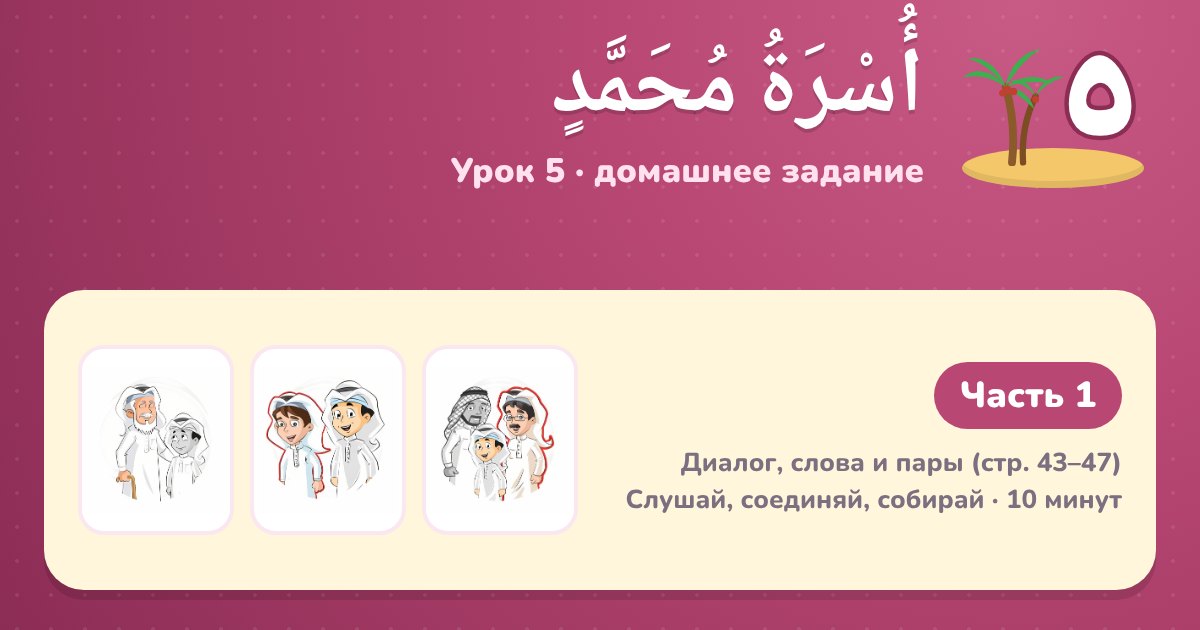 أُسْرَةُ مُحَمَّدٍ
٥
Урок 5 · домашнее задание
Часть 1
Диалог, слова и пары (стр. 43–47)
Слушай, соединяй, собирай · 10 минут